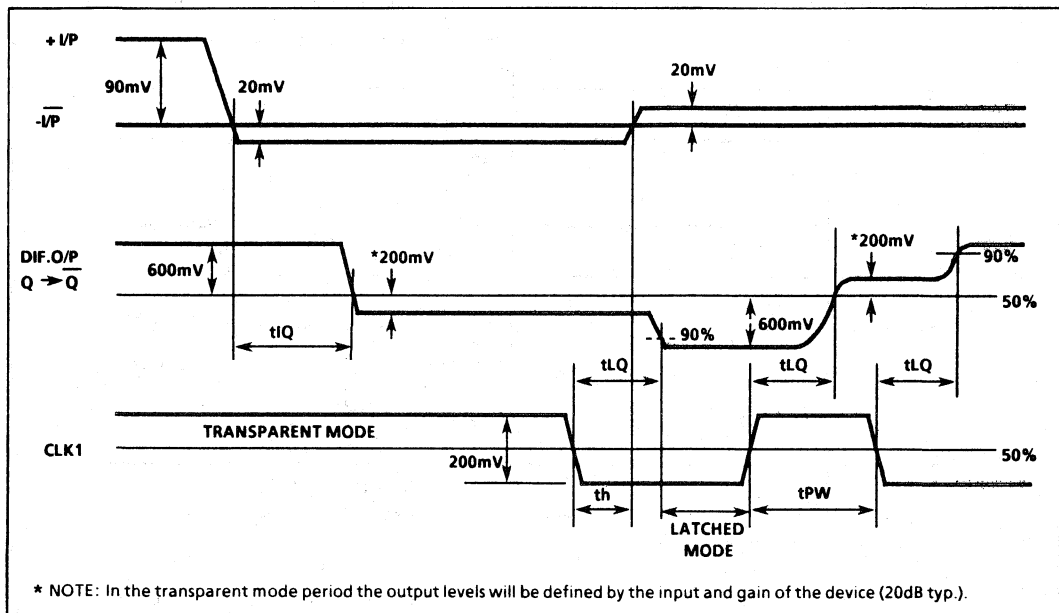 + I/P
90mV
20mV
20mV
-I/P
DIF.O/P
Q → Q
600mV
*200mV
*200mV
90%
50%
600mV
90%
tIQ
tLQ
tLQ
tLQ
TRANSPARENT MODE
CLK1
200mV
50%
th
tPW
LATCHED
MODE
* NOTE: In the transparent mode period the output levels will be defined by the input and gain of the device (20dB typ.).